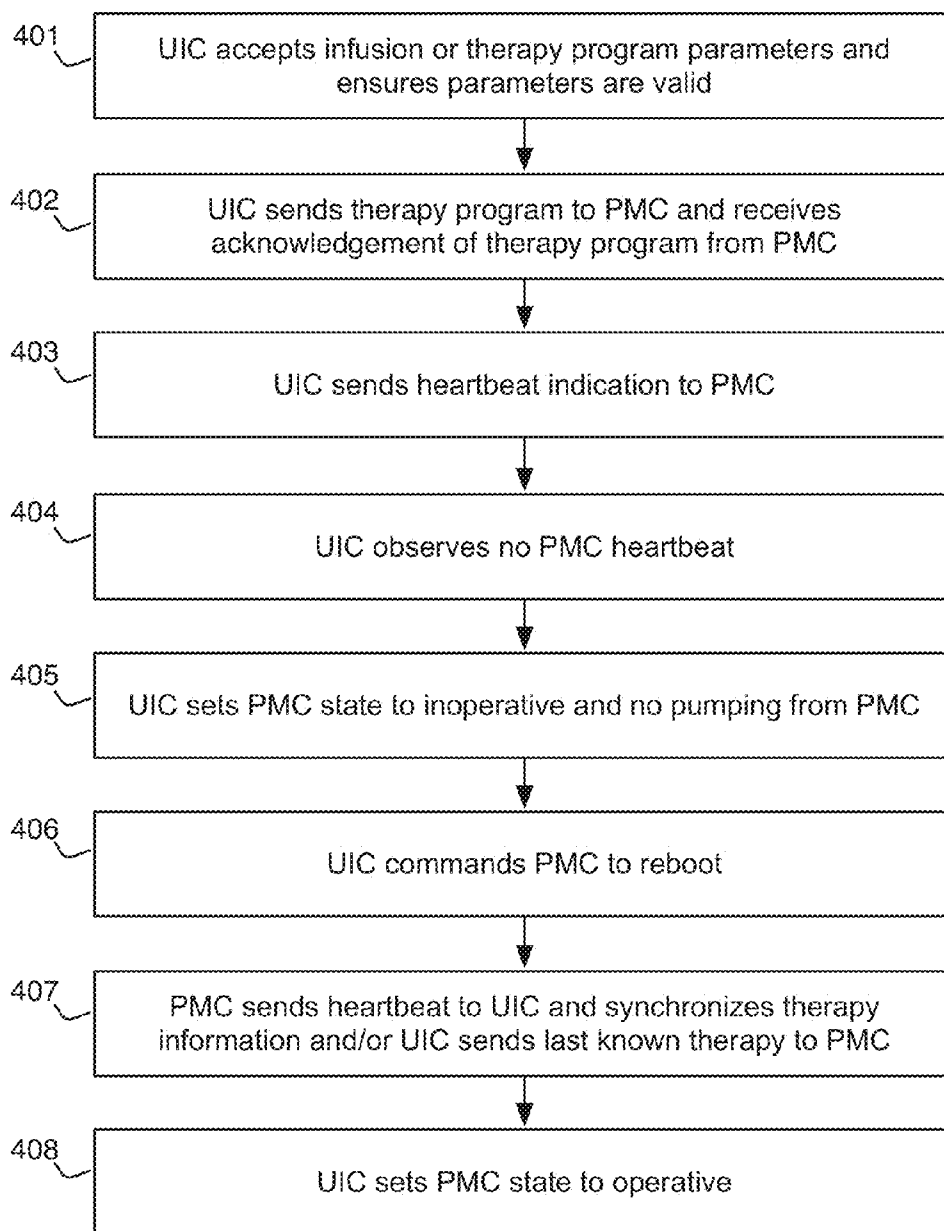 401
UIC accepts infusion or therapy program parameters and
ensures parameters are valid
402
UIC sends therapy program to PMC and receives
acknowledgement of therapy program from PMC
403
UIC sends heartbeat indication to PMC
404
UIC observes no PMC heartbeat
405
UIC sets PMC state to inoperative and no pumping from PMC
406
UIC commands PMC to reboot
407
PMC sends heartbeat to UIC and synchronizes therapy
information and/or UIC sends last known therapy to PMC
408
UIC sets PMC state to operative